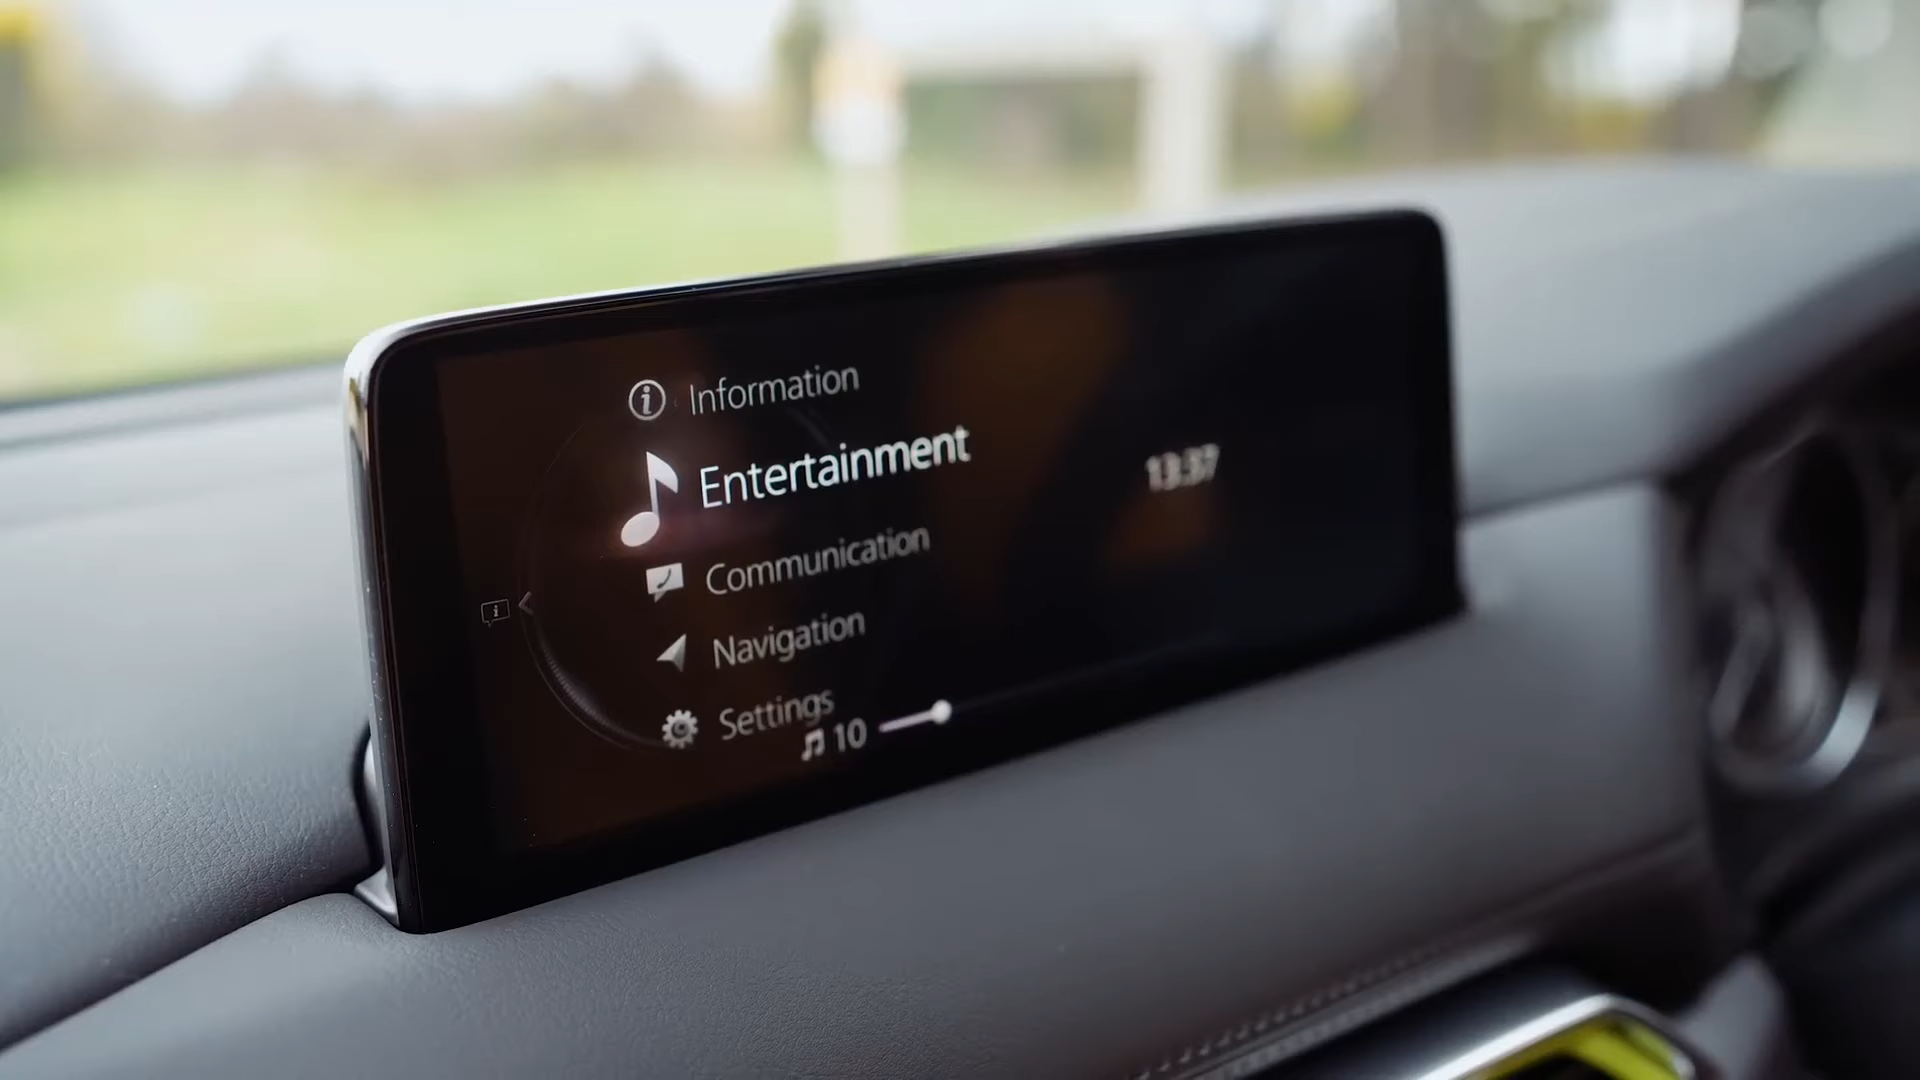 Information
Entertainment
13:37
Communication
Navigation
Settings
10